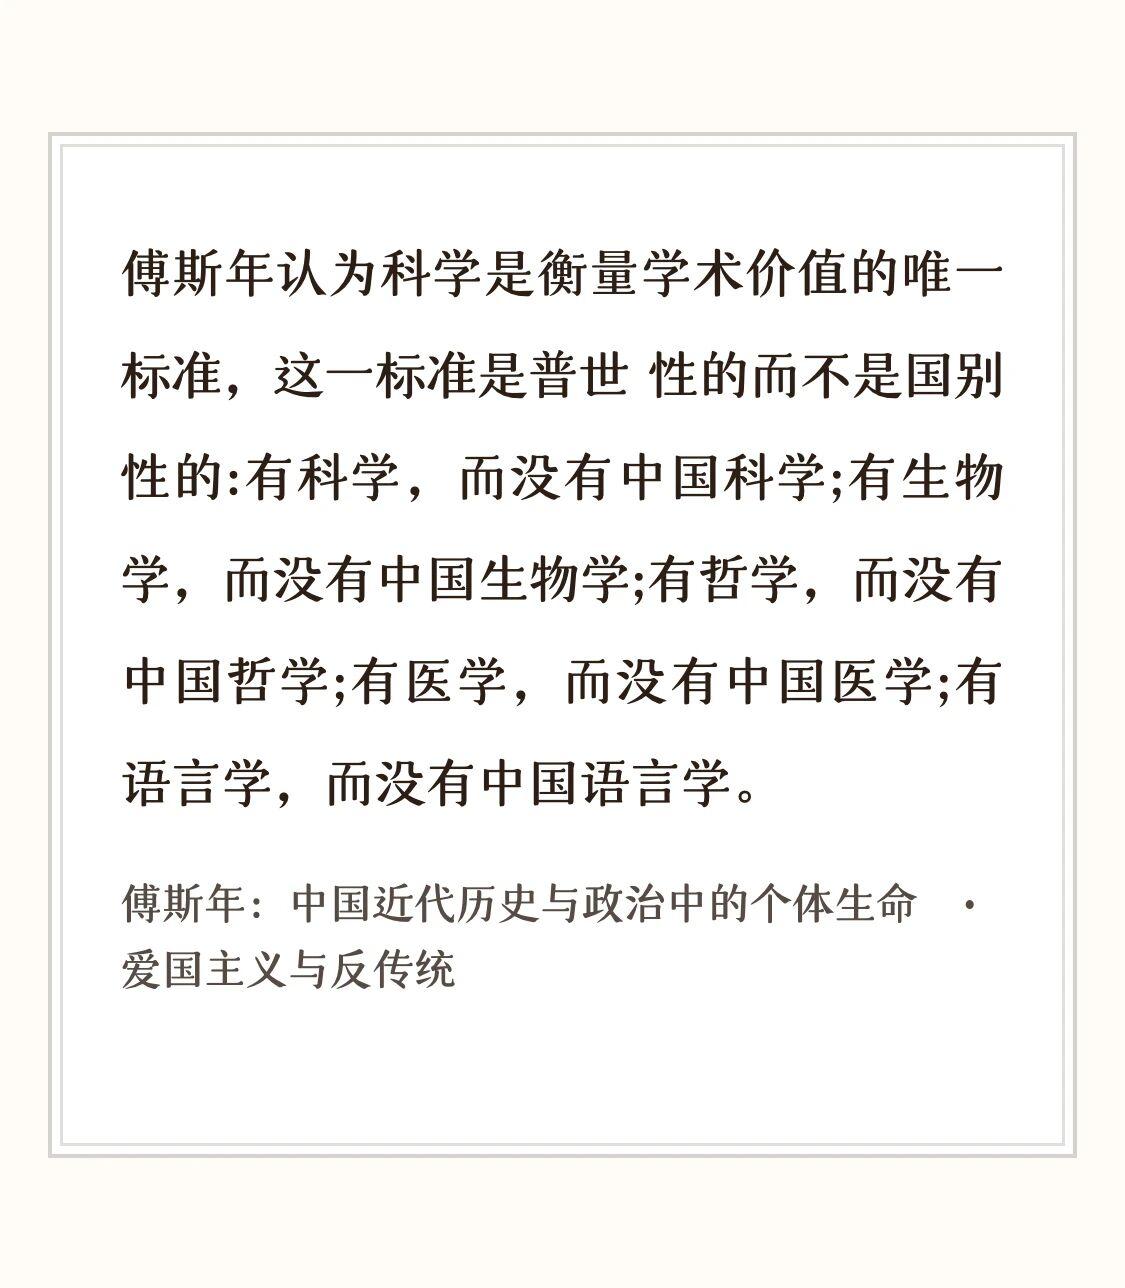 傅斯年认为科学是衡量学术价值的唯一
标准，这一标准是普世 性的而不是国别
性的:有科学，而没有中国科学;有生物
学，而没有中国生物学;有哲学，而没有
中国哲学;有医学，而没有中国医学;有
语言学，而没有中国语言学。
傅斯年：中国近代历史与政治中的个体生命 ·
爱国主义与反传统